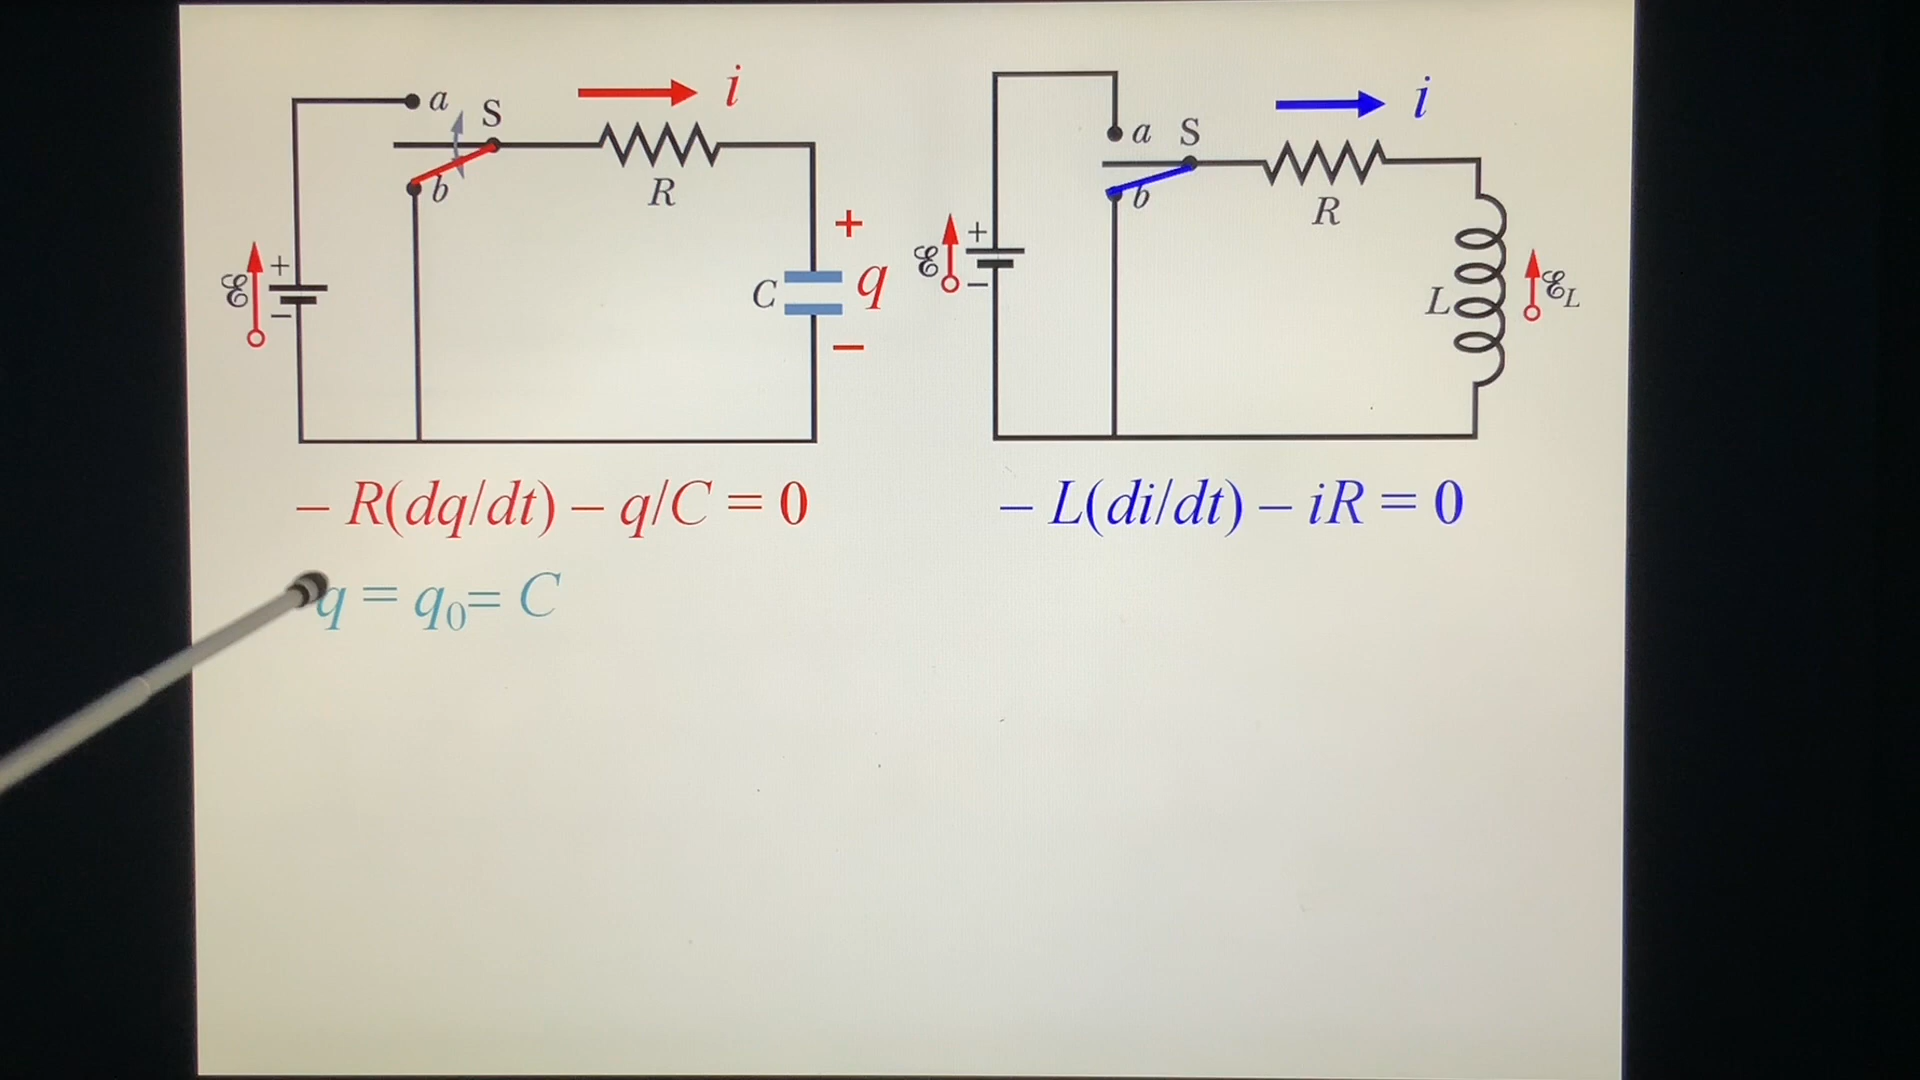 a S i
b R
+
ℰ + − C q
−
a S i
b R
ℰ + − L ℰL
– R(dq/dt) – q/C = 0
– L(di/dt) – iR = 0
q = q0= C